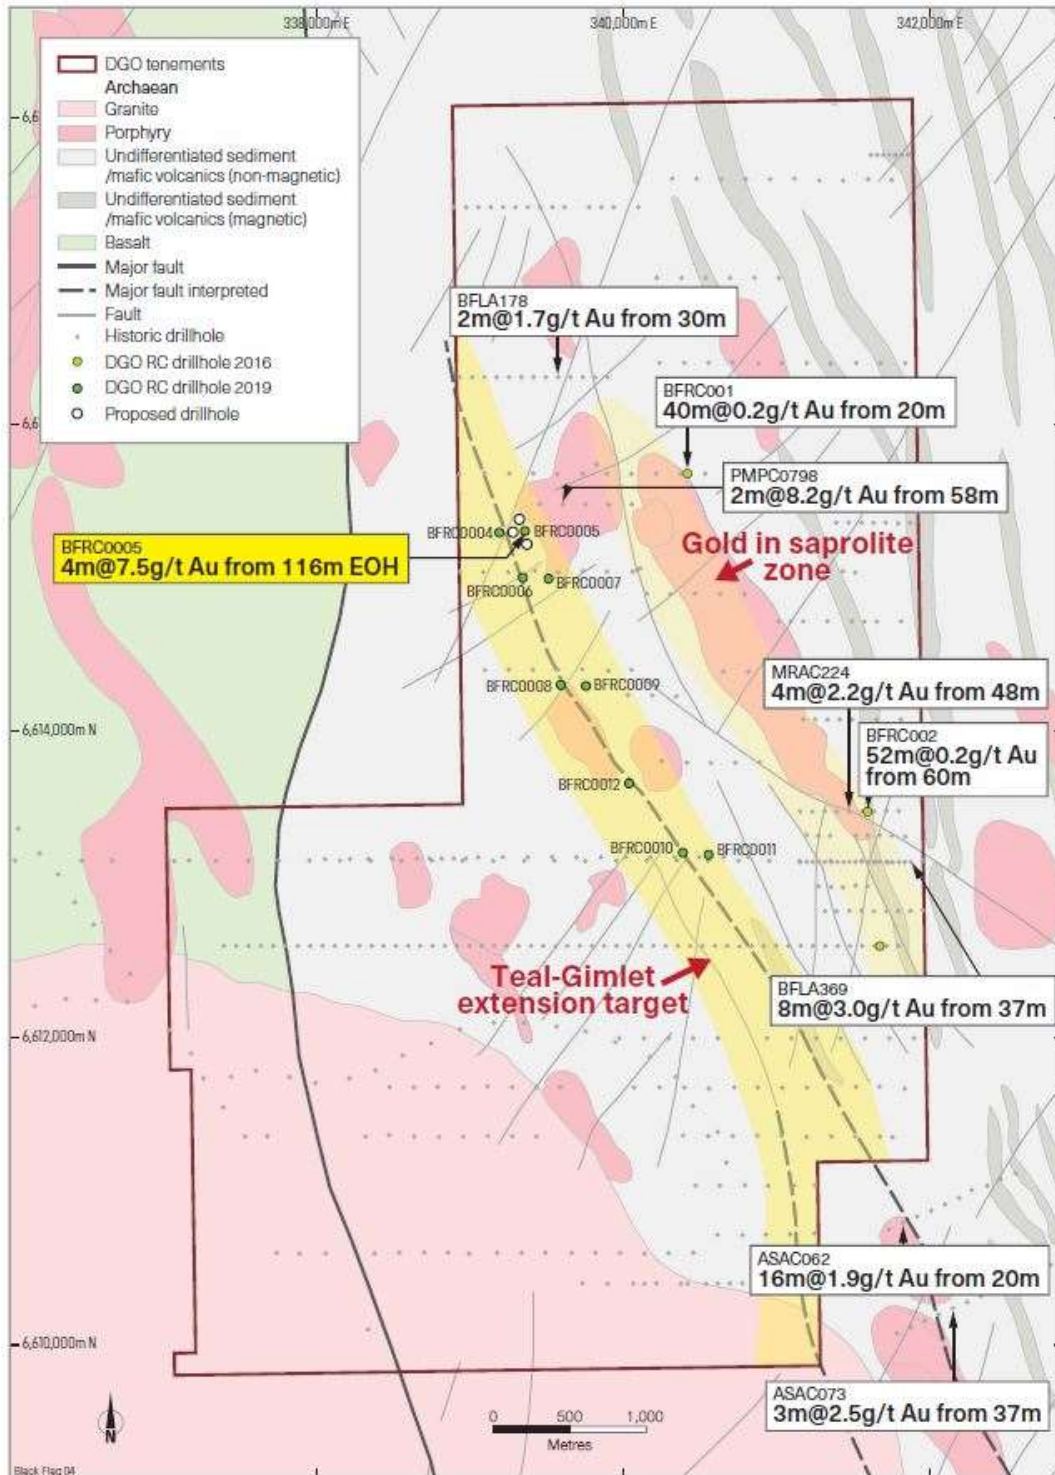 338,000m E
340,000m E
342,000m E
DGO tenements
Archaean
Granite
Porphyry
Undifferentiated sediment
/mafic volcanics (non-magnetic)
Undifferentiated sediment
/mafic volcanics (magnetic)
Basalt
Major fault
Major fault interpreted
Fault
Historic drillhole
DGO RC drillhole 2016
DGO RC drillhole 2019
Proposed drillhole
BFLA178
2m@1.7g/t Au from 30m
BFRC001
40m@0.2g/t Au from 20m
PMPC0798
2m@8.2g/t Au from 58m
BFRC0004
BFRC0005
BFRC0005
4m@7.5g/t Au from 116m EOH
Gold in saprolite
zone
BFRC0006
BFRC0007
MRAC224
4m@2.2g/t Au from 48m
BFRC0008
BFRC0009
6,614,000m N
BFRC002
52m@0.2g/t Au
from 60m
BFRC0012
BFRC0010
BFRC0011
Teal-Gimlet
extension target
BFLA369
8m@3.0g/t Au from 37m
6,612,000m N
ASAC062
16m@1.9g/t Au from 20m
6,610,000m N
ASAC073
3m@2.5g/t Au from 37m
N
0 500 1,000
Metres
Black Flag 04